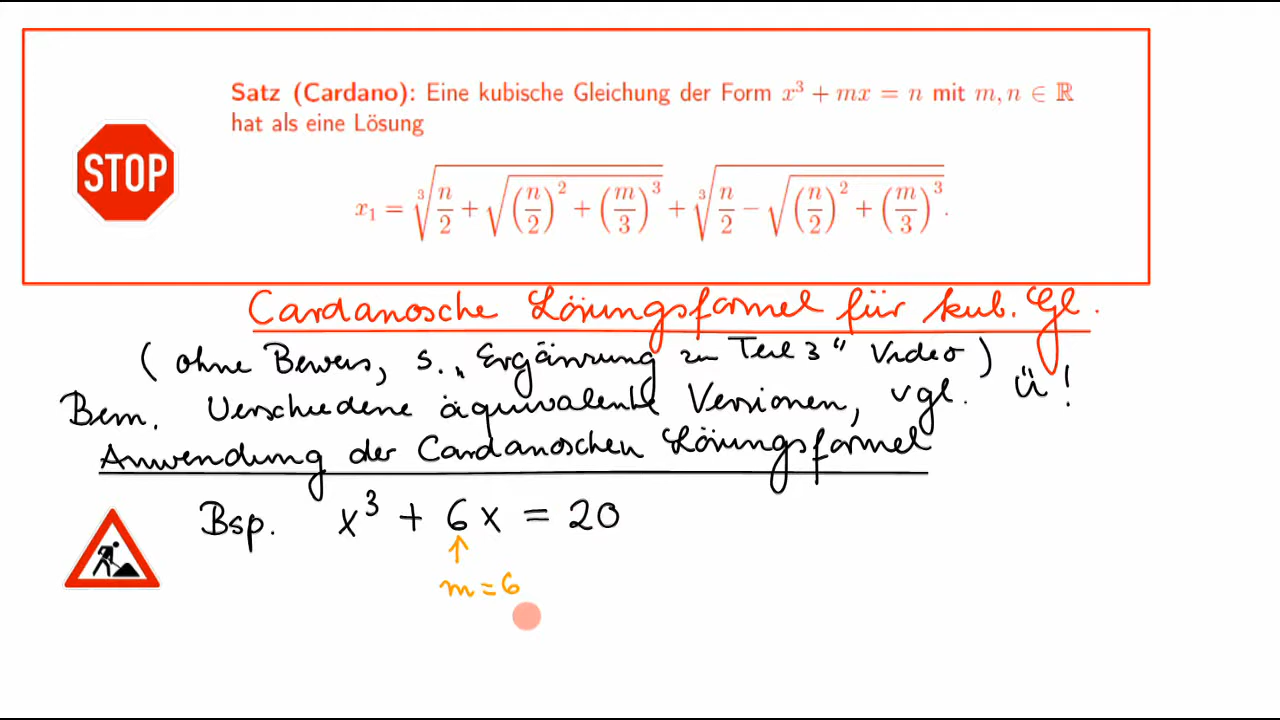 Satz (Cardano): Eine kubische Gleichung der Form x³ + mx = n mit m, n ∈ ℝ
hat als eine Lösung
STOP
x₁ = ∛(n/2 + √((n/2)² + (m/3)³)) + ∛(n/2 − √((n/2)² + (m/3)³)).
Cardanosche Lösungsformel für kub. Gl.
(ohne Beweis, s. „Ergänzung zu Teil 3" Video)
Bem. Verschiedene äquivalente Versionen, vgl. Ü!
Anwendung der Cardanoschen Lösungsformel
Bsp. x³ + 6x = 20
↑
m = 6